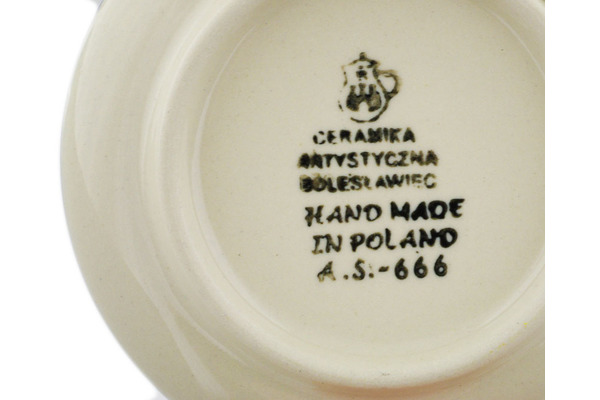 CERAMIKA
ARTYSTYCZNA
BOLESŁAWIEC
HAND MADE
IN POLAND
A.S.-666